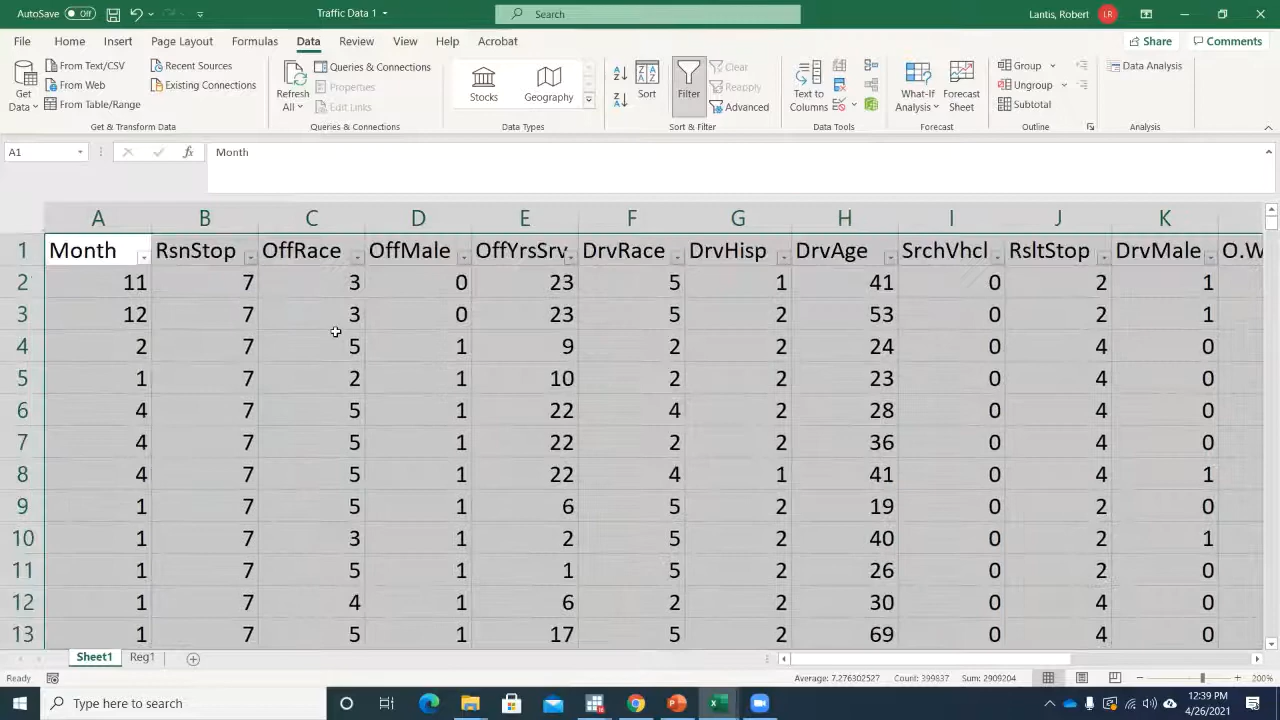 AutoSave Off Traffic Data 1 Search Lantis, Robert LR
File Home Insert Page Layout Formulas Data Review View Help Acrobat Share Comments
Get Data From Text/CSV From Web From Table/Range Recent Sources Existing Connections
Refresh All Queries & Connections Properties Edit Links
Stocks Geography
Sort Filter Clear Reapply Advanced
Text to Columns
What-If Analysis Forecast Sheet
Group Ungroup Subtotal
Data Analysis
Get & Transform Data Queries & Connections Data Types Sort & Filter Data Tools Forecast Outline Analysis
A1 fx Month
A B C D E F G H I J K
1 Month RsnStop OffRace OffMale OffYrsSrv DrvRace DrvHisp DrvAge SrchVhcl RsltStop DrvMale O.W
2 11 7 3 0 23 5 1 41 0 2 1
3 12 7 3 0 23 5 2 53 0 2 1
4 2 7 5 1 9 2 2 24 0 4 0
5 1 7 2 1 10 2 2 23 0 4 0
6 4 7 5 1 22 4 2 28 0 4 0
7 4 7 5 1 22 2 2 36 0 4 0
8 4 7 5 1 22 4 1 41 0 4 1
9 1 7 5 1 6 5 2 19 0 2 0
10 1 7 3 1 2 5 2 40 0 2 1
11 1 7 5 1 1 5 2 26 0 2 0
12 1 7 4 1 6 2 2 30 0 4 0
13 1 7 5 1 17 5 2 69 0 4 0
Sheet1 Reg1
Ready Average: 7.276302527 Count: 399837 Sum: 2909204 200%
Type here to search 12:39 PM
4/26/2021